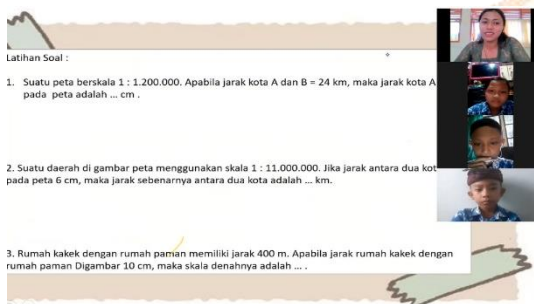 Latihan Soal :
1. Suatu peta berskala 1 : 1.200.000. Apabila jarak kota A dan B = 24 km, maka jarak kota A
pada peta adalah ... cm .
2. Suatu daerah di gambar peta menggunakan skala 1 : 11.000.000. Jika jarak antara dua kot
pada peta 6 cm, maka jarak sebenarnya antara dua kota adalah ... km.
3. Rumah kakek dengan rumah paman memiliki jarak 400 m. Apabila jarak rumah kakek dengan
rumah paman Digambar 10 cm, maka skala denahnya adalah ... .